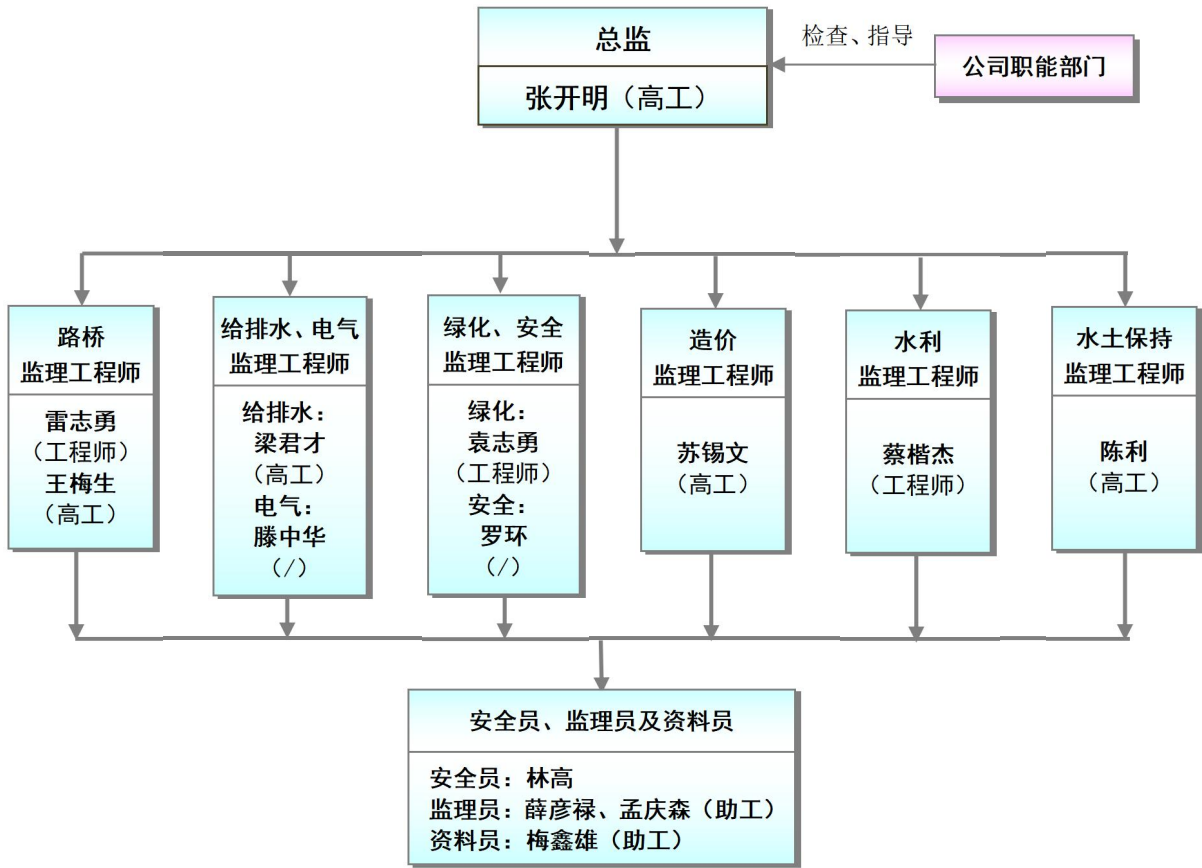 总监
张开明（高工）
检查、指导
公司职能部门
路桥
监理工程师
雷志勇
（工程师）
王梅生
（高工）
给排水、电气
监理工程师
给排水：
梁君才
（高工）
电气：
滕中华
（/）
绿化、安全
监理工程师
绿化：
袁志勇
（工程师）
安全：
罗环
（/）
造价
监理工程师
苏锡文
（高工）
水利
监理工程师
蔡楷杰
（工程师）
水土保持
监理工程师
陈利
（高工）
安全员、监理员及资料员
安全员：林高
监理员：薛彦禄、孟庆森（助工）
资料员：梅鑫雄（助工）